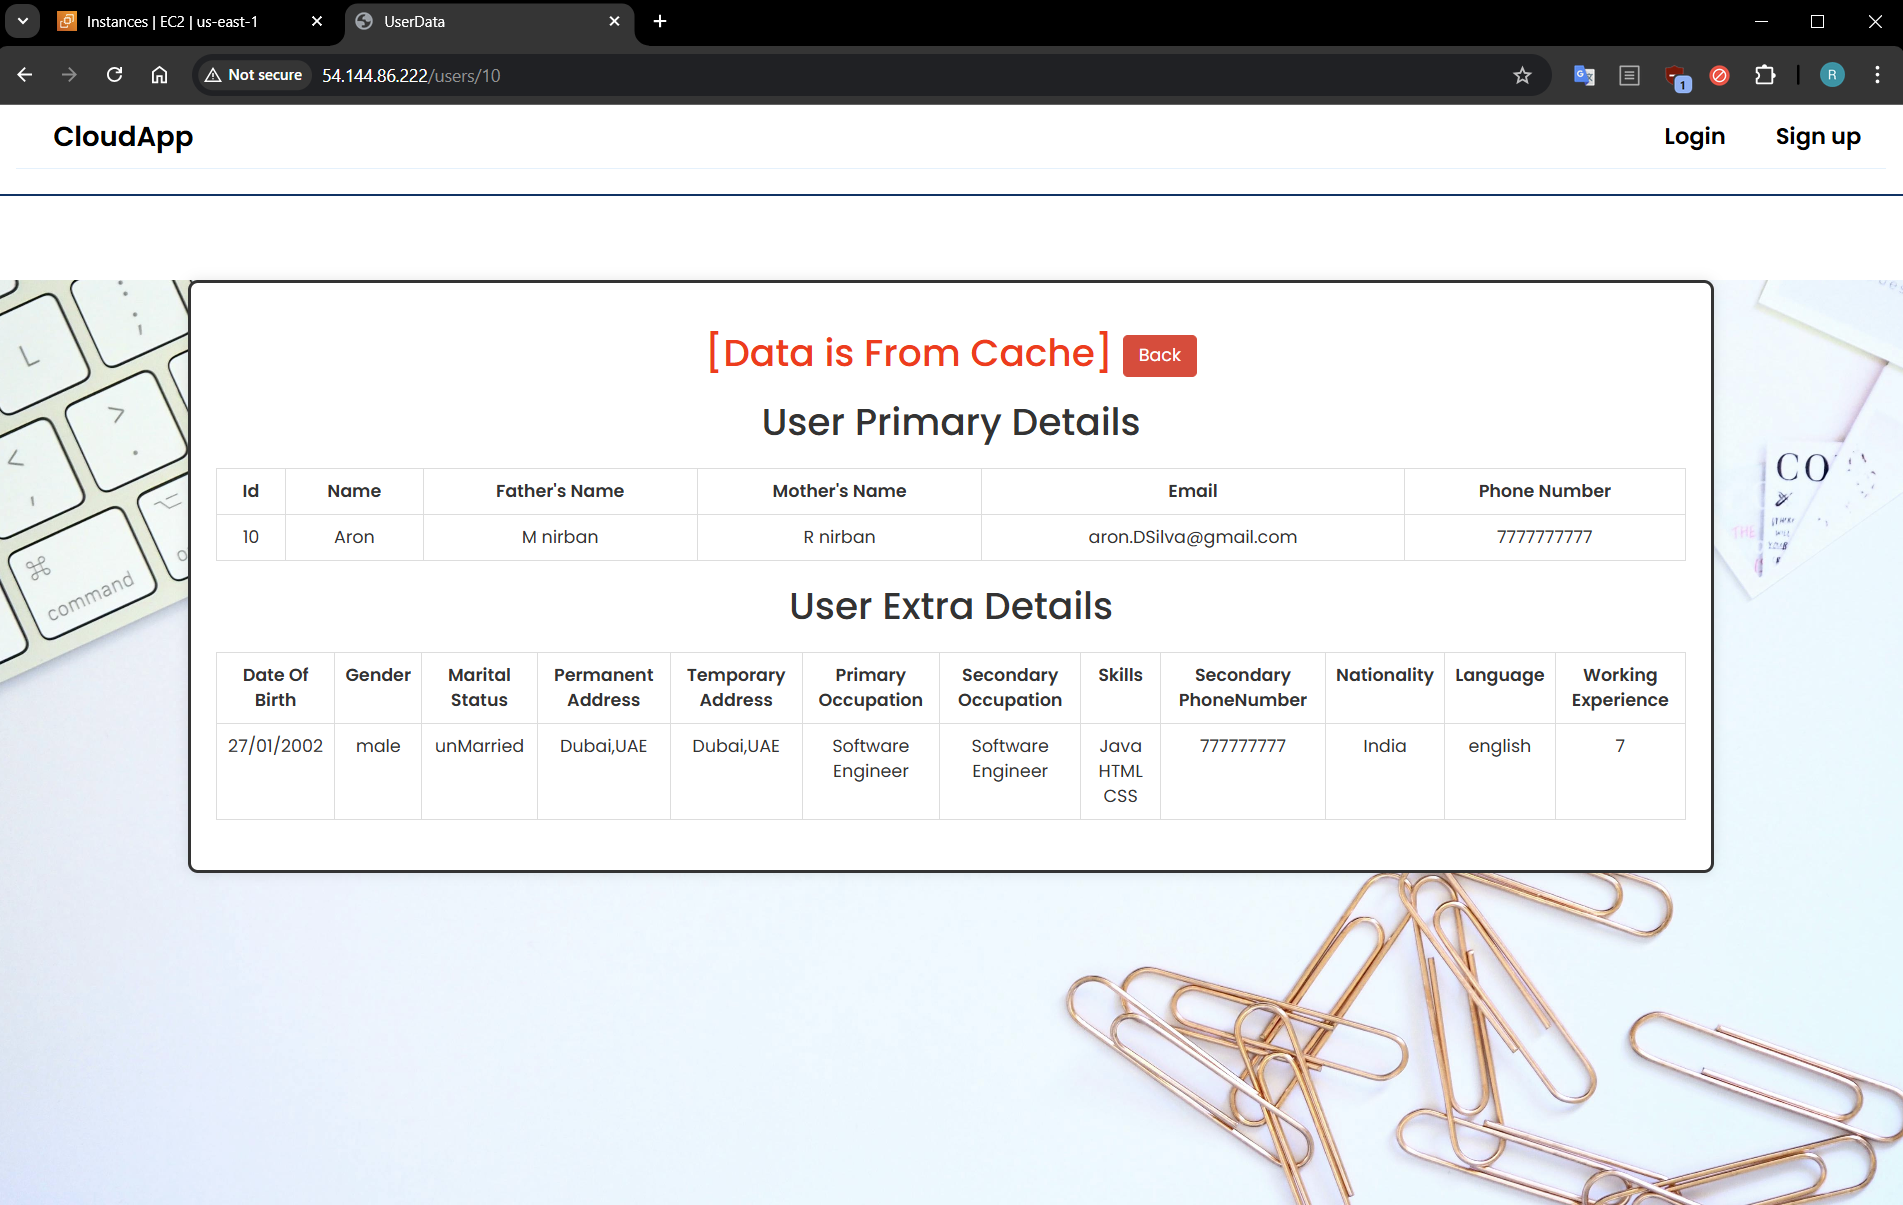 Instances | EC2 | us-east-1
UserData
Not secure
54.144.86.222/users/10
1
R
CloudApp
Login
Sign up
[Data is From Cache]
Back
User Primary Details
Id Name Father's Name Mother's Name Email Phone Number
10 Aron M nirban R nirban aron.DSilva@gmail.com 7777777777
User Extra Details
Date Of Birth Gender Marital Status Permanent Address Temporary Address Primary Occupation Secondary Occupation Skills Secondary PhoneNumber Nationality Language Working Experience
27/01/2002 male unMarried Dubai,UAE Dubai,UAE Software Engineer Software Engineer Java HTML CSS 777777777 India english 7
L
command
CO
THE